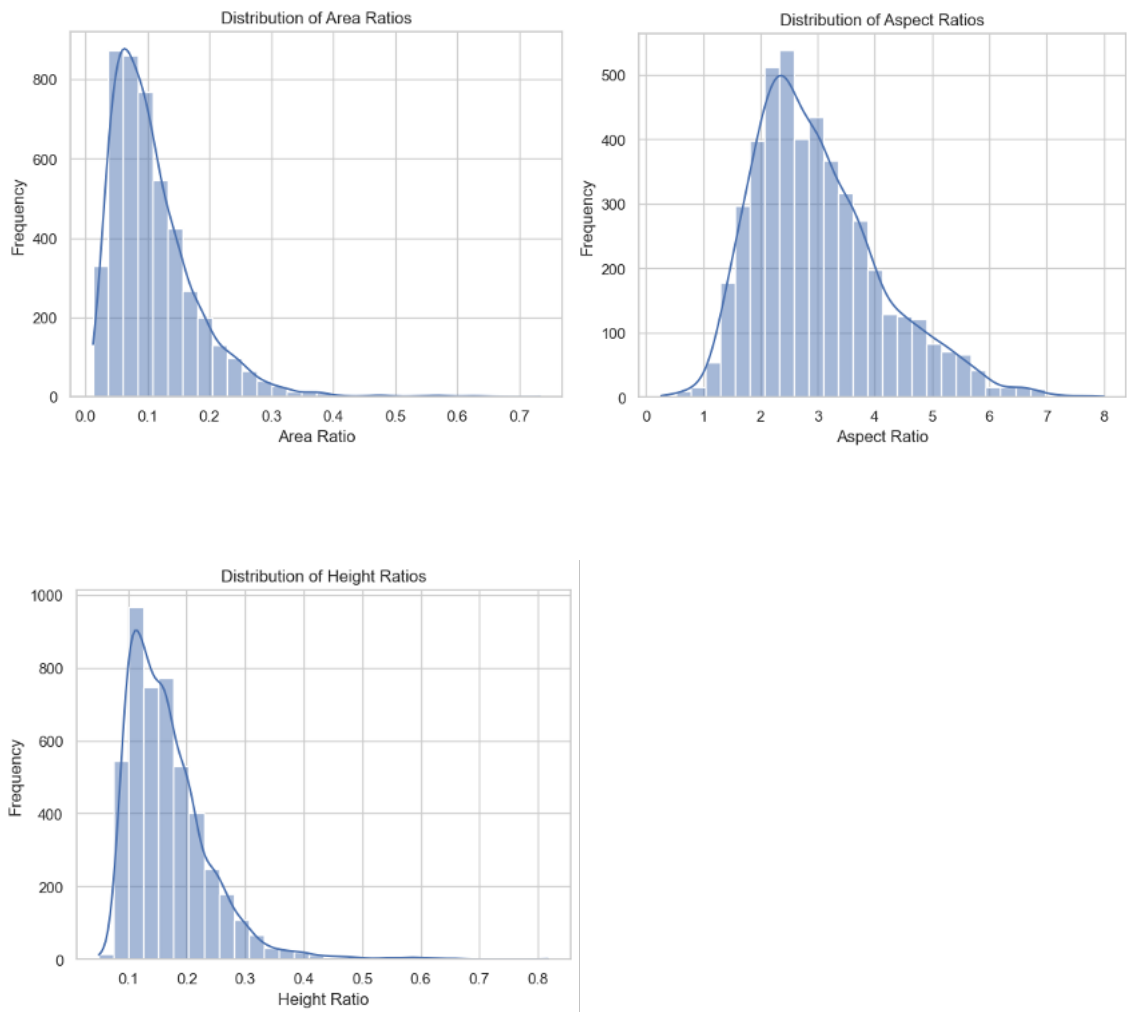 Distribution of Area Ratios
Frequency
800
600
400
200
0
0.0 0.1 0.2 0.3 0.4 0.5 0.6 0.7
Area Ratio
Distribution of Aspect Ratios
Frequency
500
400
300
200
100
0
0 1 2 3 4 5 6 7 8
Aspect Ratio
Distribution of Height Ratios
Frequency
1000
800
600
400
200
0
0.1 0.2 0.3 0.4 0.5 0.6 0.7 0.8
Height Ratio